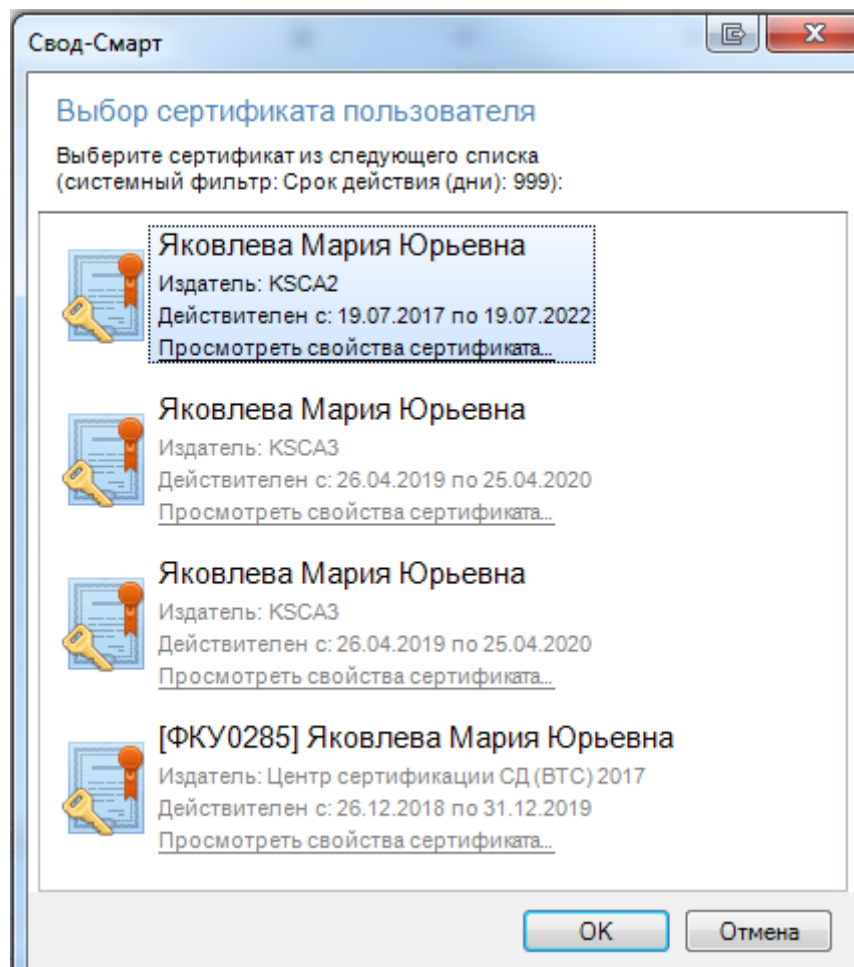 Свод-Смарт
Выбор сертификата пользователя
Выберите сертификат из следующего списка
(системный фильтр: Срок действия (дни): 999):
Яковлева Мария Юрьевна
Издатель: KSCA2
Действителен с: 19.07.2017 по 19.07.2022
Просмотреть свойства сертификата...
Яковлева Мария Юрьевна
Издатель: KSCA3
Действителен с: 26.04.2019 по 25.04.2020
Просмотреть свойства сертификата...
Яковлева Мария Юрьевна
Издатель: KSCA3
Действителен с: 26.04.2019 по 25.04.2020
Просмотреть свойства сертификата...
[ФКУ0285] Яковлева Мария Юрьевна
Издатель: Центр сертификации СД (ВТС) 2017
Действителен с: 26.12.2018 по 31.12.2019
Просмотреть свойства сертификата...
OK
Отмена